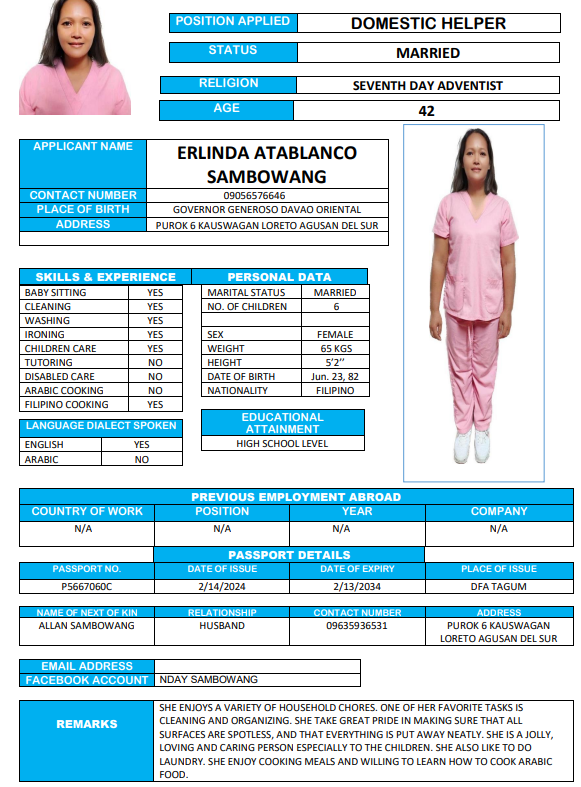 POSITION APPLIED DOMESTIC HELPER
STATUS MARRIED
RELIGION SEVENTH DAY ADVENTIST
AGE 42
APPLICANT NAME ERLINDA ATABLANCO
SAMBOWANG
CONTACT NUMBER 09056576646
PLACE OF BIRTH GOVERNOR GENEROSO DAVAO ORIENTAL
ADDRESS PUROK 6 KAUSWAGAN LORETO AGUSAN DEL SUR
SKILLS & EXPERIENCE PERSONAL DATA
BABY SITTING YES MARITAL STATUS MARRIED
CLEANING YES NO. OF CHILDREN 6
WASHING YES
IRONING YES SEX FEMALE
CHILDREN CARE YES WEIGHT 65 KGS
TUTORING NO HEIGHT 5’2’’
DISABLED CARE NO DATE OF BIRTH Jun. 23, 82
ARABIC COOKING NO NATIONALITY FILIPINO
FILIPINO COOKING YES
LANGUAGE DIALECT SPOKEN
ENGLISH YES
ARABIC NO
EDUCATIONAL
ATTAINMENT
HIGH SCHOOL LEVEL
PREVIOUS EMPLOYMENT ABROAD
COUNTRY OF WORK POSITION YEAR COMPANY
N/A N/A N/A N/A
PASSPORT DETAILS
PASSPORT NO. DATE OF ISSUE DATE OF EXPIRY PLACE OF ISSUE
P5667060C 2/14/2024 2/13/2034 DFA TAGUM
NAME OF NEXT OF KIN RELATIONSHIP CONTACT NUMBER ADDRESS
ALLAN SAMBOWANG HUSBAND 09635936531 PUROK 6 KAUSWAGAN
LORETO AGUSAN DEL SUR
EMAIL ADDRESS
FACEBOOK ACCOUNT NDAY SAMBOWANG
REMARKS
SHE ENJOYS A VARIETY OF HOUSEHOLD CHORES. ONE OF HER FAVORITE TASKS IS
CLEANING AND ORGANIZING. SHE TAKE GREAT PRIDE IN MAKING SURE THAT ALL
SURFACES ARE SPOTLESS, AND THAT EVERYTHING IS PUT AWAY NEATLY. SHE IS A JOLLY,
LOVING AND CARING PERSON ESPECIALLY TO THE CHILDREN. SHE ALSO LIKE TO DO
LAUNDRY. SHE ENJOY COOKING MEALS AND WILLING TO LEARN HOW TO COOK ARABIC
FOOD.